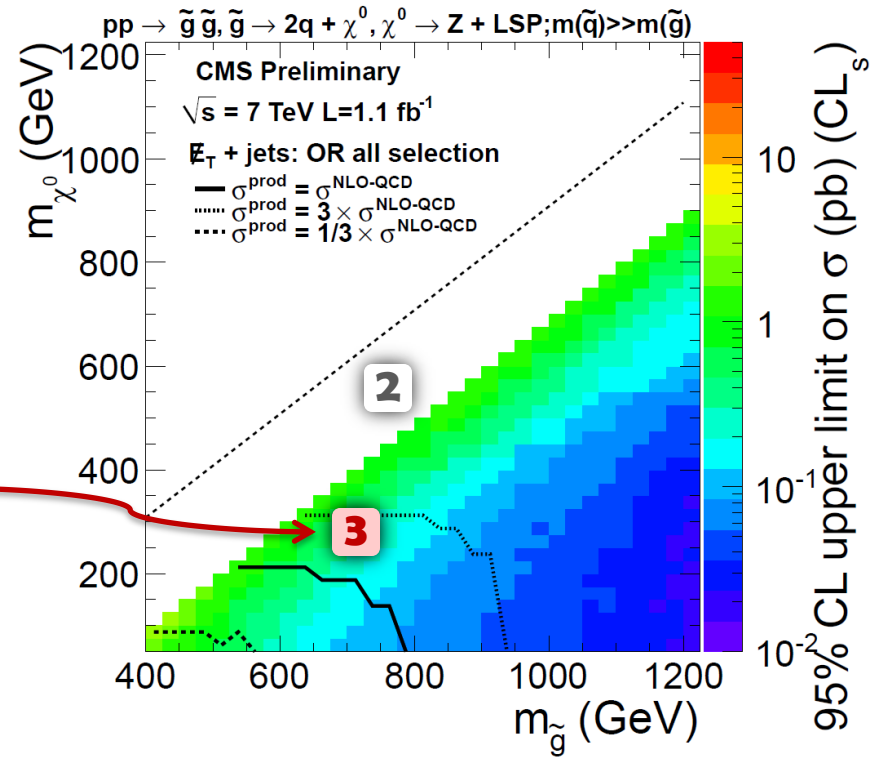 pp → g̃ g̃, g̃ → 2q + χ⁰, χ⁰ → Z + LSP;m(q̃)>>m(g̃)
CMS Preliminary
√s = 7 TeV L=1.1 fb⁻¹
E̸_T + jets: OR all selection
σ^prod = σ^NLO-QCD
σ^prod = 3 × σ^NLO-QCD
σ^prod = 1/3 × σ^NLO-QCD
m_χ⁰ (GeV)
1200
1000
800
600
400
200
2
3
400 600 800 1000 1200
m_g̃ (GeV)
10
1
10⁻¹
10⁻²
95% CL upper limit on σ (pb) (CL_s)